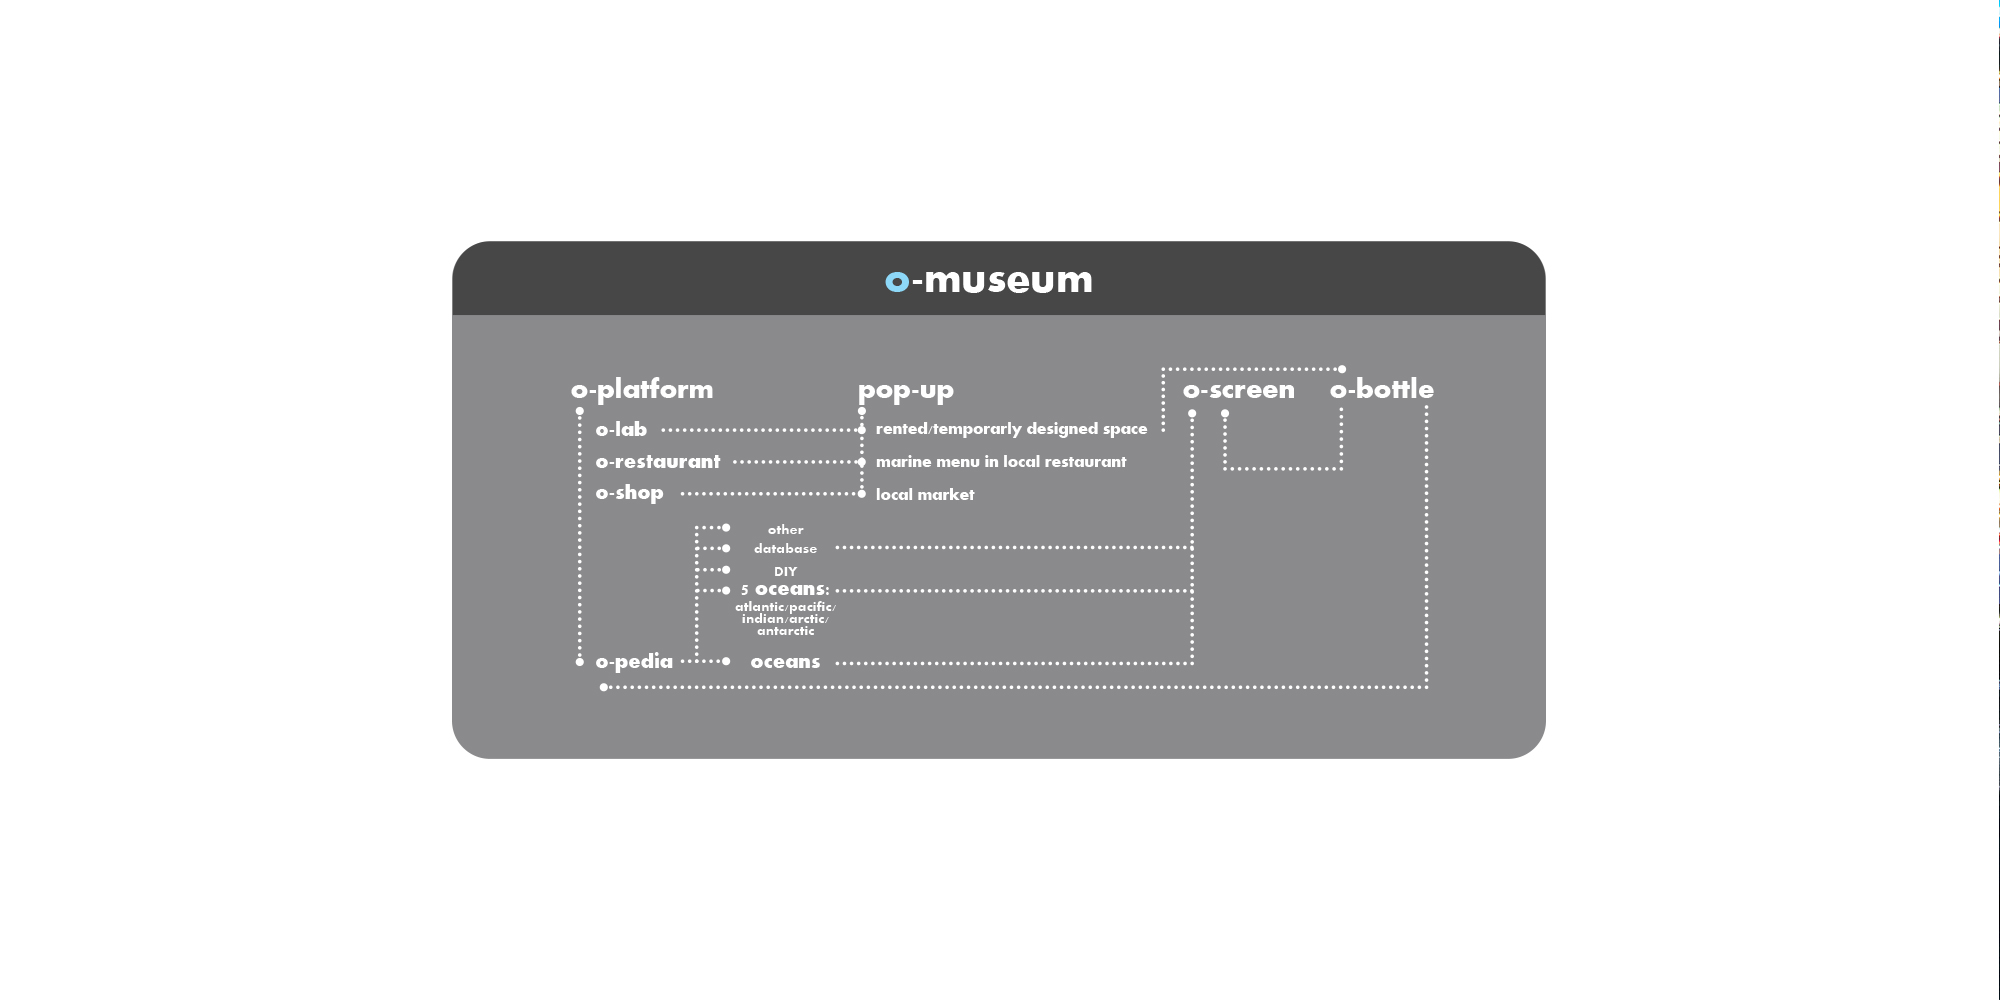 o-museum
o-platform
pop-up
o-screen
o-bottle
o-lab
rented/temporarly designed space
o-restaurant
marine menu in local restaurant
o-shop
local market
other
database
DIY
5 oceans:
atlantic/pacific/
indian/arctic/
antarctic
o-pedia
oceans